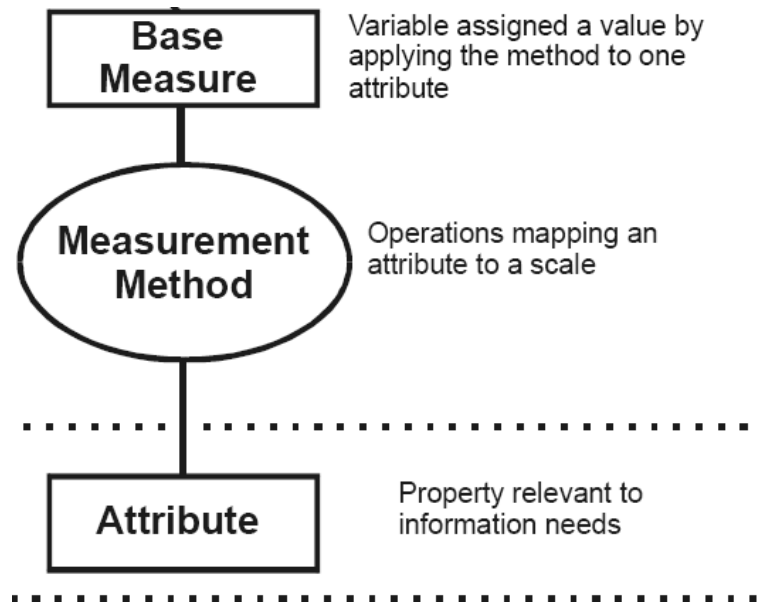 Base
Measure
Variable assigned a value by
applying the method to one
attribute
Measurement
Method
Operations mapping an
attribute to a scale
Attribute
Property relevant to
information needs